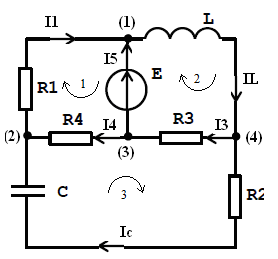 I1 (1) L
I5
E
1 2 IL
R1
R4 R3
(2) I4 I3 (4)
(3)
C 3 R2
Ic